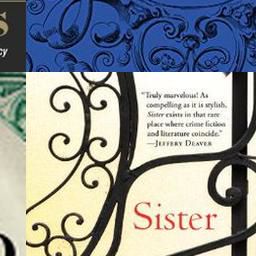 S
cy
"Truly marvelous! As
compelling as it is stylish,
Sister exists in that rare
place where crime fiction
and literature coincide."
—JEFFERY DEAVER
Sister